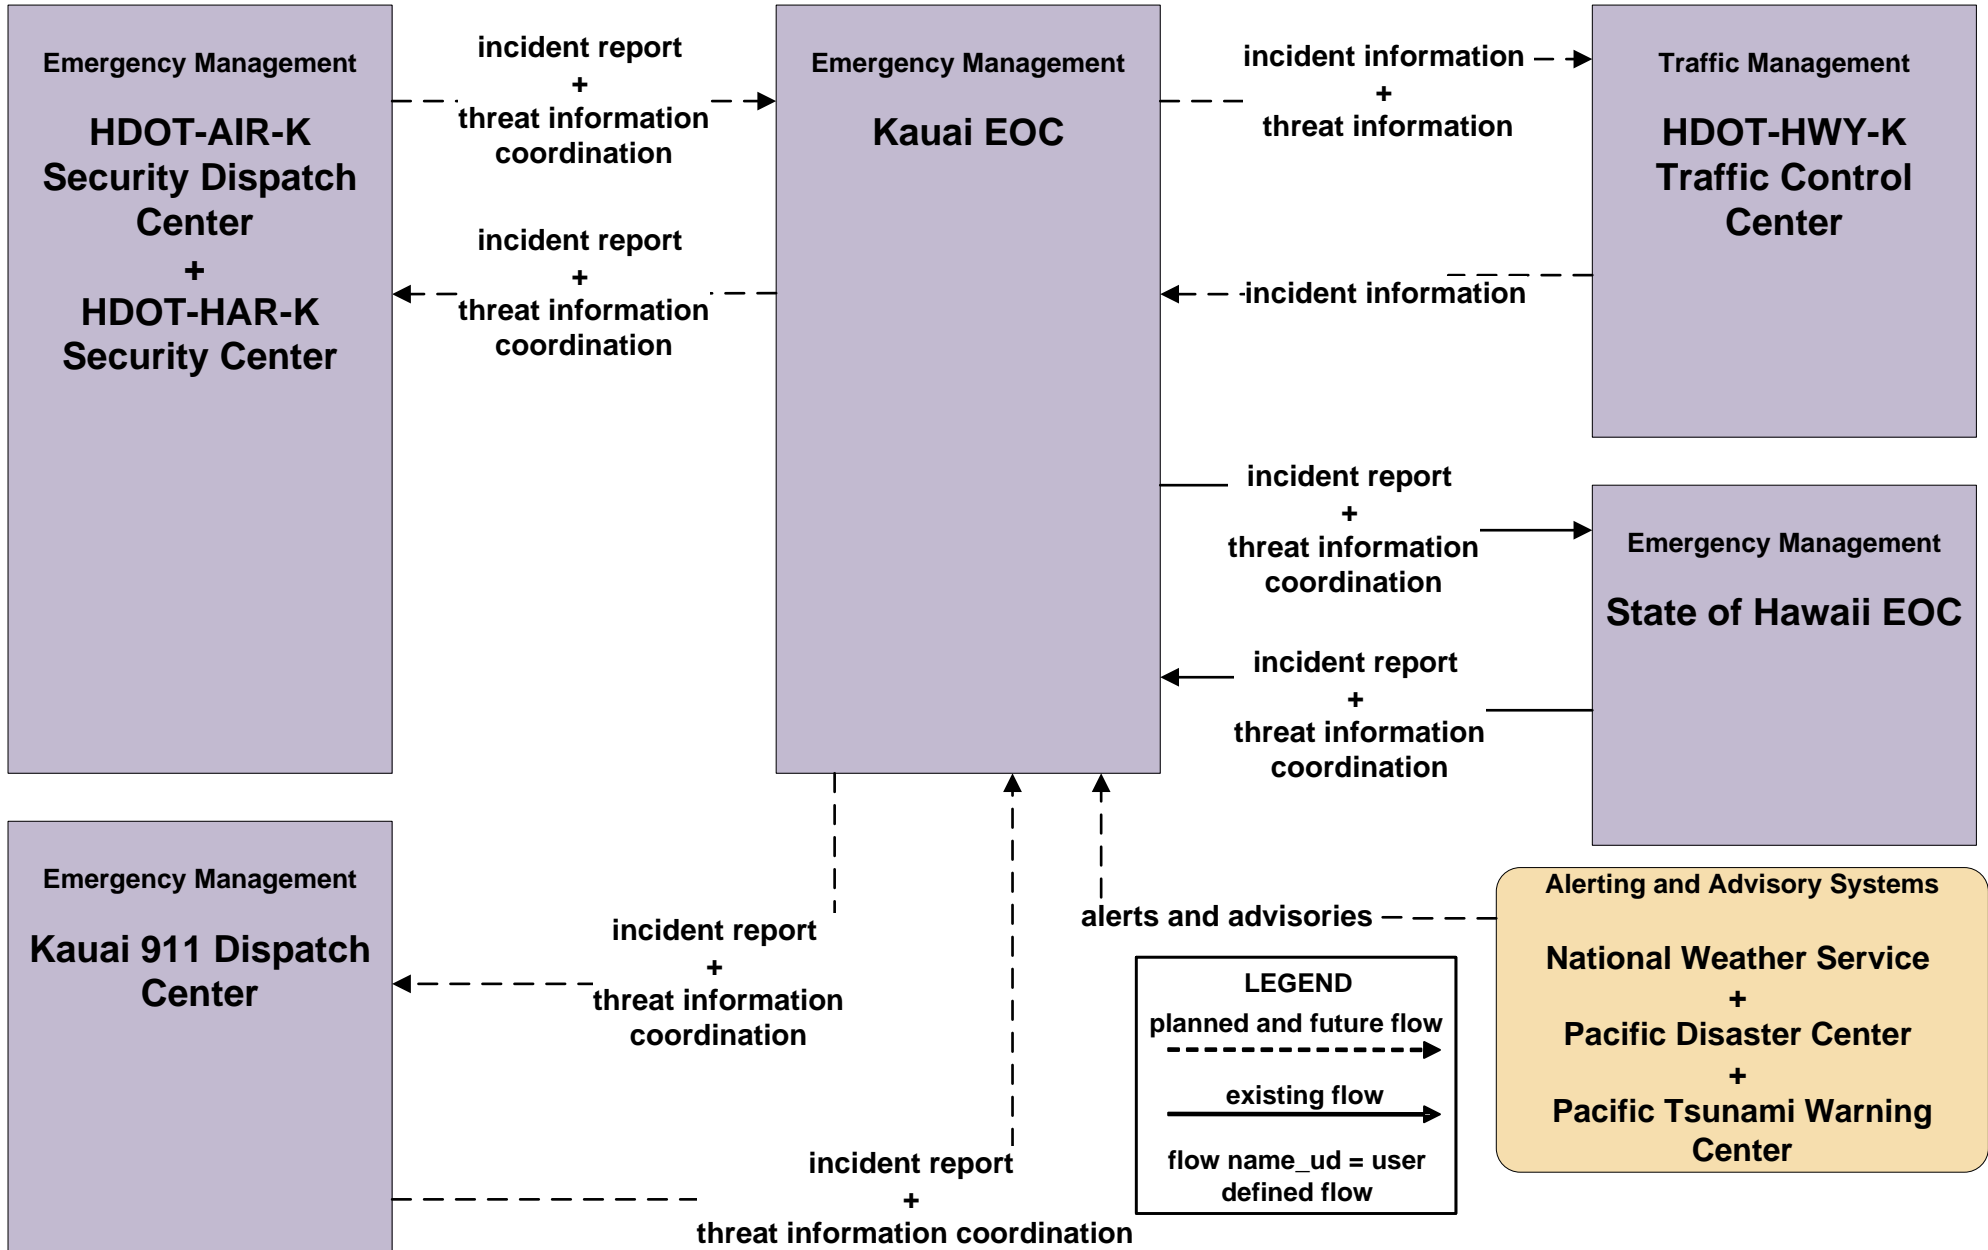 Emergency Management
HDOT-AIR-K
Security Dispatch
Center
+
HDOT-HAR-K
Security Center
incident report
+
threat information
coordination
incident report
+
threat information
coordination
Emergency Management
Kauai EOC
incident information
+
threat information
incident information
Traffic Management
HDOT-HWY-K
Traffic Control
Center
incident report
+
threat information
coordination
incident report
+
threat information
coordination
Emergency Management
State of Hawaii EOC
Emergency Management
Kauai 911 Dispatch
Center
incident report
+
threat information
coordination
incident report
+
threat information coordination
alerts and advisories
LEGEND
planned and future flow
existing flow
flow name_ud = user
defined flow
Alerting and Advisory Systems
National Weather Service
+
Pacific Disaster Center
+
Pacific Tsunami Warning
Center